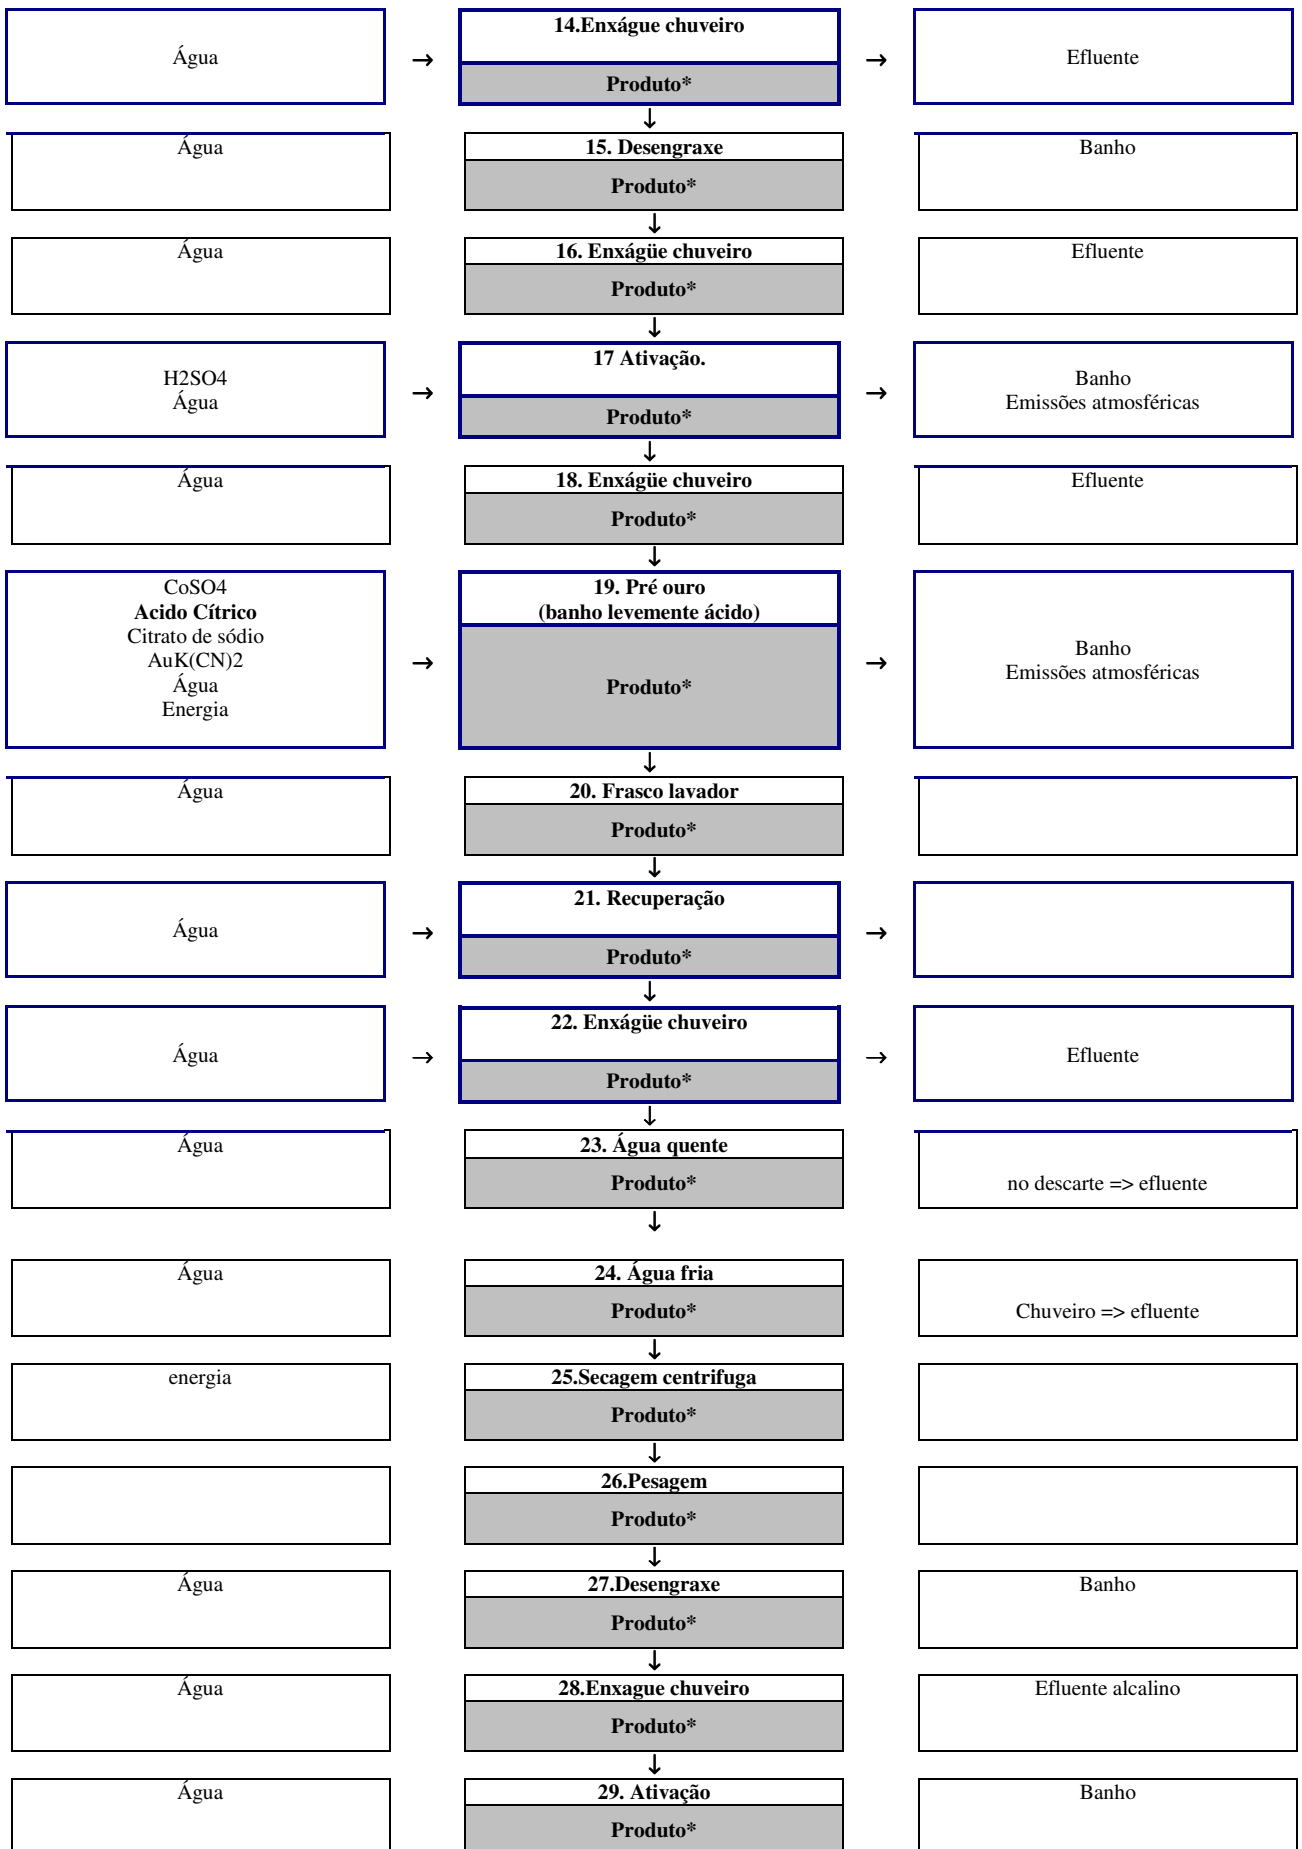 14.Enxágue chuveiro
Água
→
→
Efluente
Produto*
↓
Água
15. Desengraxe
Banho
Produto*
↓
Água
16. Enxágüe chuveiro
Efluente
Produto*
↓
17 Ativação.
H2SO4
Água
→
→
Banho
Emissões atmosféricas
Produto*
↓
Água
18. Enxágüe chuveiro
Efluente
Produto*
↓
CoSO4
Acido Cítrico
Citrato de sódio
AuK(CN)2
Água
Energia
→
19. Pré ouro
(banho levemente ácido)
Produto*
→
Banho
Emissões atmosféricas
↓
Água
20. Frasco lavador
Produto*
↓
21. Recuperação
Água
→
→
Produto*
↓
22. Enxágüe chuveiro
Água
→
→
Efluente
Produto*
↓
Água
23. Água quente
Produto*
no descarte => efluente
↓
Água
24. Água fria
Produto*
Chuveiro => efluente
↓
energia
25.Secagem centrifuga
Produto*
↓
26.Pesagem
Produto*
↓
Água
27.Desengraxe
Banho
Produto*
↓
Água
28.Enxague chuveiro
Efluente alcalino
Produto*
↓
Água
29. Ativação
Banho
Produto*